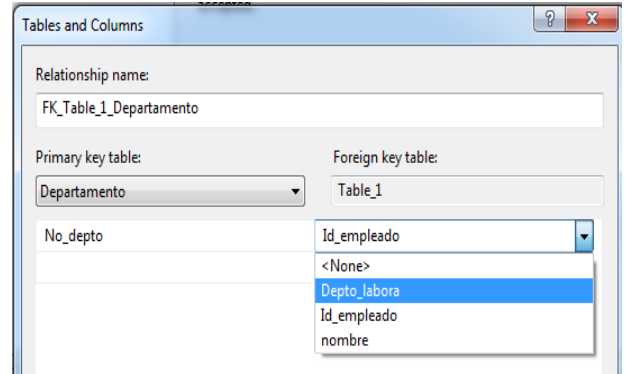 accepted
Tables and Columns
Relationship name:
FK_Table_1_Departamento
Primary key table:
Foreign key table:
Departamento
Table_1
No_depto
Id_empleado
<None>
Depto_labora
Id_empleado
nombre